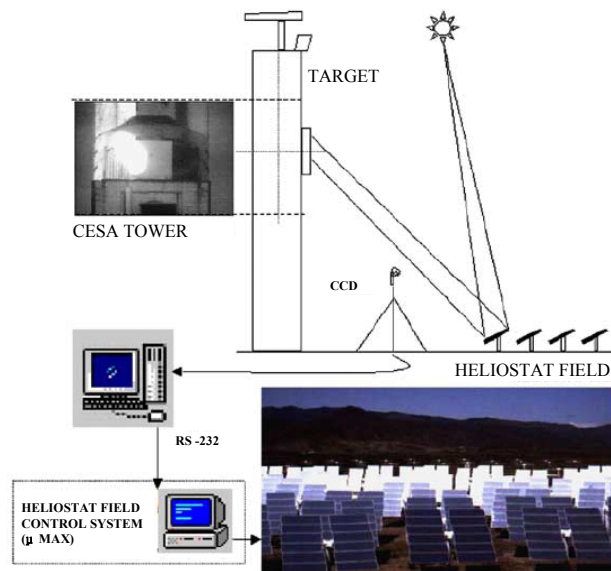 TARGET
CESA TOWER
CCD
HELIOSTAT FIELD
RS -232
HELIOSTAT FIELD
CONTROL SYSTEM
(μ MAX)